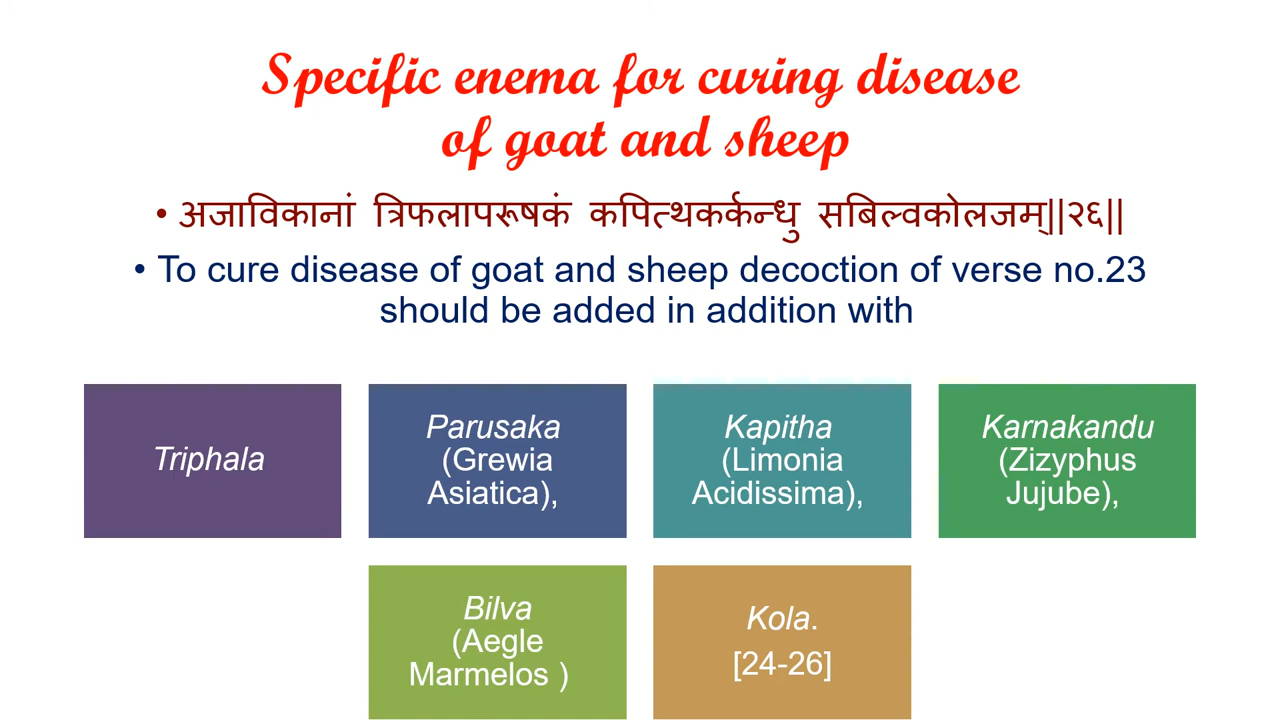 Specific enema for curing disease
of goat and sheep
• अजाविकानां त्रिफलापरूषकं कपित्थकर्कन्धु सबिल्वकोलजम्||२६||
• To cure disease of goat and sheep decoction of verse no.23
should be added in addition with
Triphala
Parusaka
(Grewia
Asiatica),
Kapitha
(Limonia
Acidissima),
Karnakandu
(Zizyphus
Jujube),
Bilva
(Aegle
Marmelos )
Kola.
[24-26]